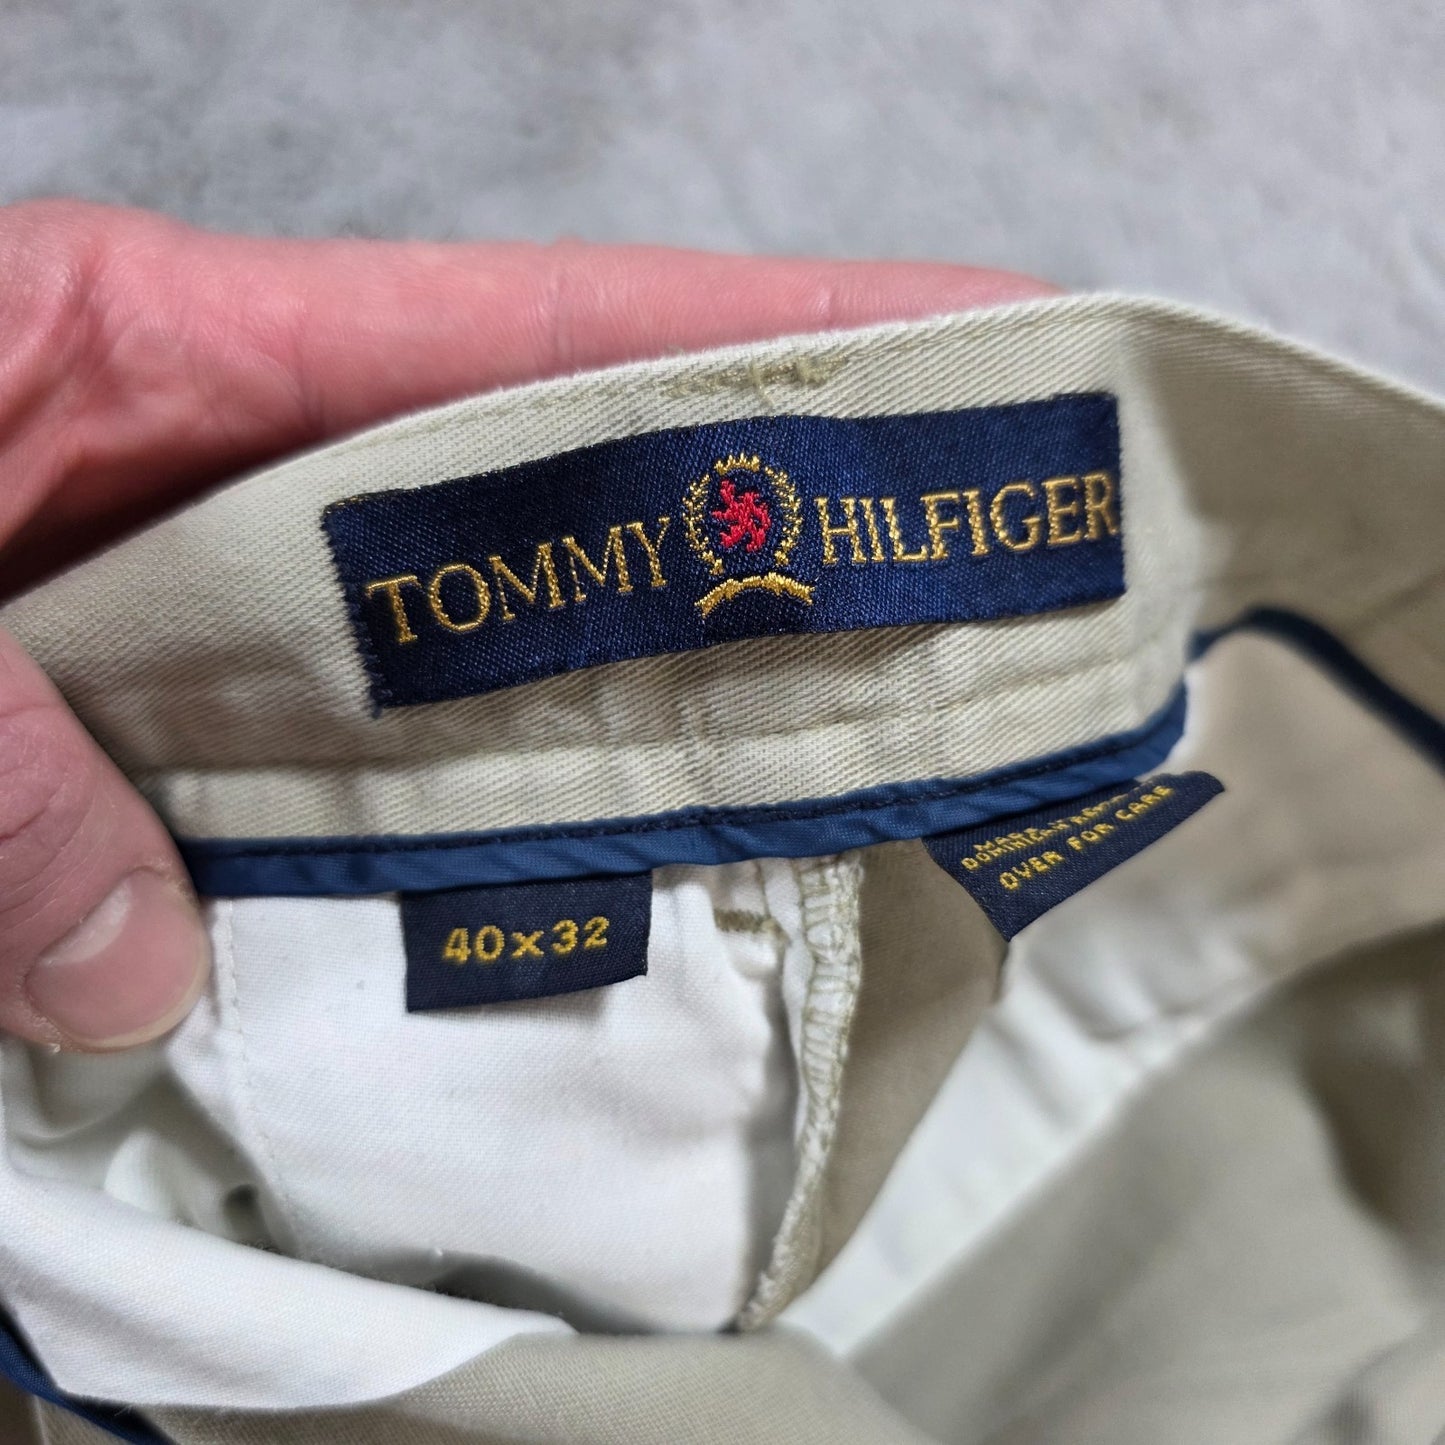 TOMMY HILFIGER
40x32
OVER FOR CARE